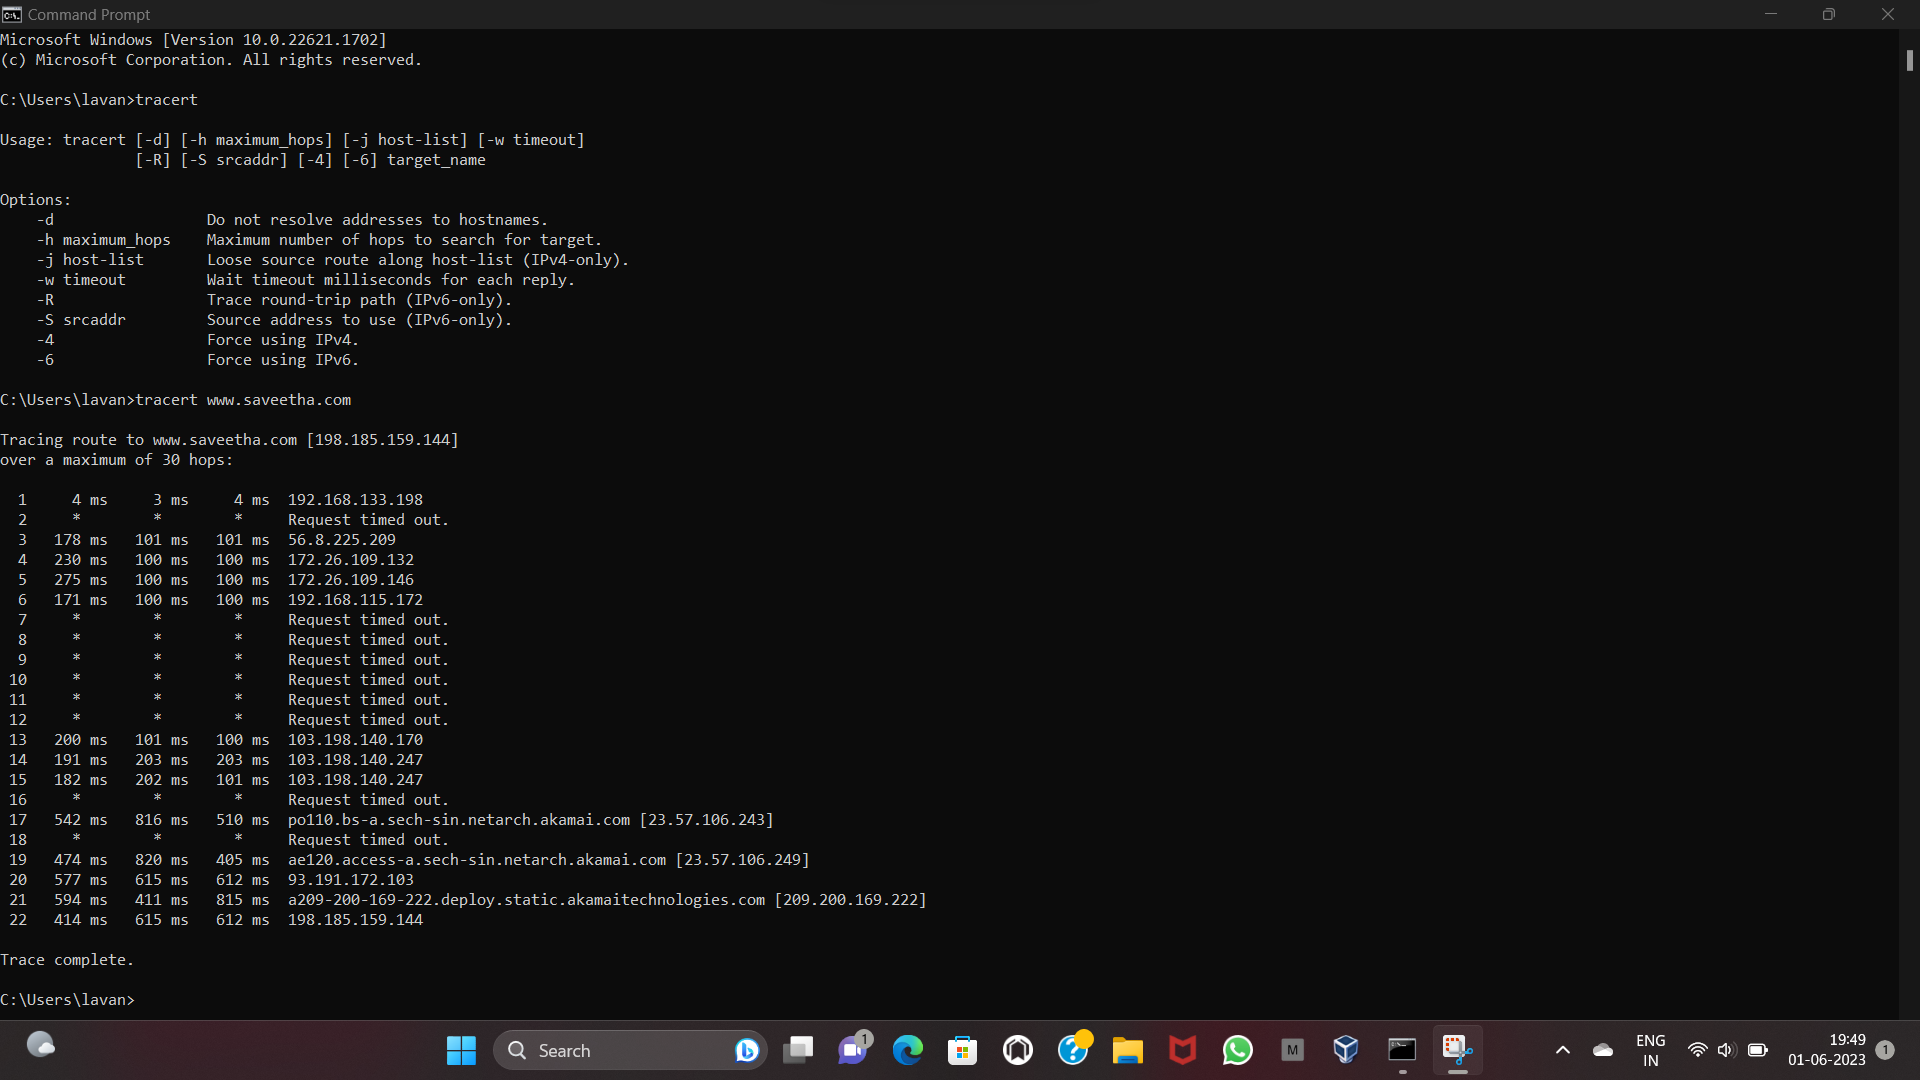 Command Prompt
Microsoft Windows [Version 10.0.22621.1702]
(c) Microsoft Corporation. All rights reserved.
C:\Users\lavan>tracert
Usage: tracert [-d] [-h maximum_hops] [-j host-list] [-w timeout]
               [-R] [-S srcaddr] [-4] [-6] target_name
Options:
    -d                 Do not resolve addresses to hostnames.
    -h maximum_hops    Maximum number of hops to search for target.
    -j host-list       Loose source route along host-list (IPv4-only).
    -w timeout         Wait timeout milliseconds for each reply.
    -R                 Trace round-trip path (IPv6-only).
    -S srcaddr         Source address to use (IPv6-only).
    -4                 Force using IPv4.
    -6                 Force using IPv6.
C:\Users\lavan>tracert www.saveetha.com
Tracing route to www.saveetha.com [198.185.159.144]
over a maximum of 30 hops:
  1     4 ms     3 ms     4 ms  192.168.133.198
  2     *        *        *     Request timed out.
  3   178 ms   101 ms   101 ms  56.8.225.209
  4   230 ms   100 ms   100 ms  172.26.109.132
  5   275 ms   100 ms   100 ms  172.26.109.146
  6   171 ms   100 ms   100 ms  192.168.115.172
  7     *        *        *     Request timed out.
  8     *        *        *     Request timed out.
  9     *        *        *     Request timed out.
 10     *        *        *     Request timed out.
 11     *        *        *     Request timed out.
 12     *        *        *     Request timed out.
 13   200 ms   101 ms   100 ms  103.198.140.170
 14   191 ms   203 ms   203 ms  103.198.140.247
 15   182 ms   202 ms   101 ms  103.198.140.247
 16     *        *        *     Request timed out.
 17   542 ms   816 ms   510 ms  po110.bs-a.sech-sin.netarch.akamai.com [23.57.106.243]
 18     *        *        *     Request timed out.
 19   474 ms   820 ms   405 ms  ae120.access-a.sech-sin.netarch.akamai.com [23.57.106.249]
 20   577 ms   615 ms   612 ms  93.191.172.103
 21   594 ms   411 ms   815 ms  a209-200-169-222.deploy.static.akamaitechnologies.com [209.200.169.222]
 22   414 ms   615 ms   612 ms  198.185.159.144
Trace complete.
C:\Users\lavan>
Search
1
M
ENG
IN
19:49
01-06-2023
1